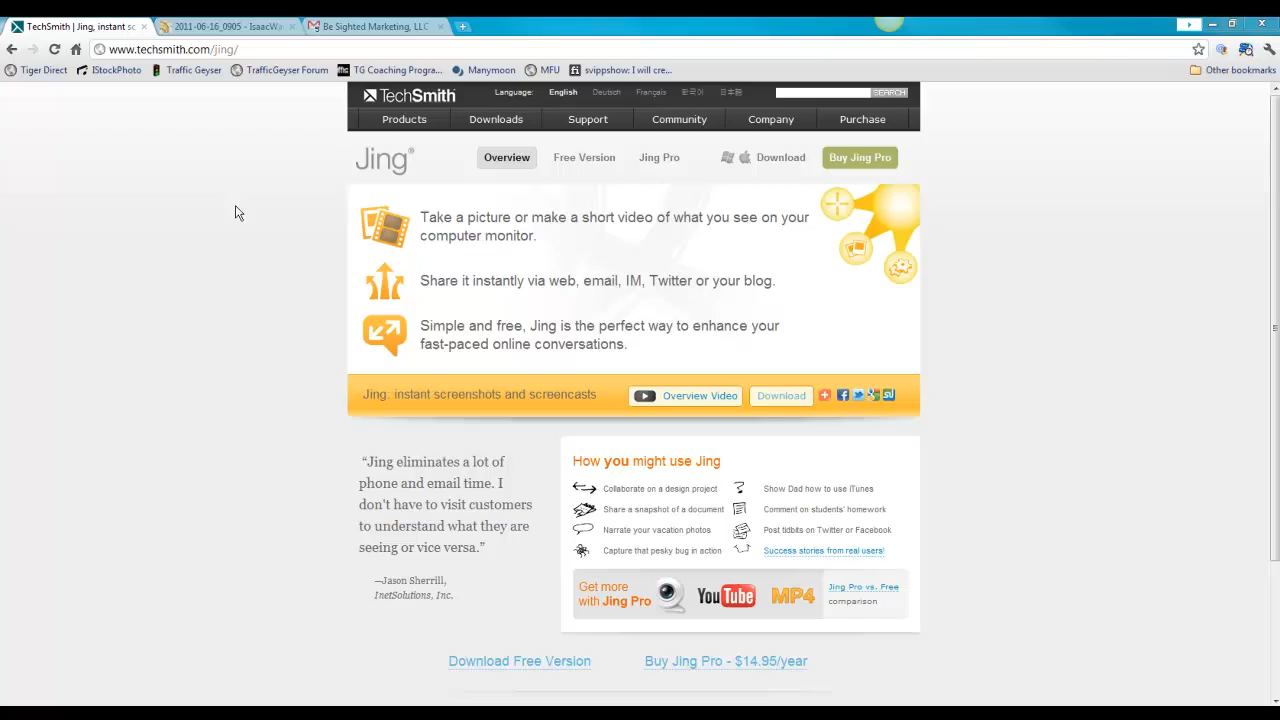 TechSmith | Jing, instant sc
2011-06-16_0905 - IsaacWa
Be Sighted Marketing, LLC
www.techsmith.com/jing/
Tiger Direct
IStockPhoto
Traffic Geyser
TrafficGeyser Forum
TG Coaching Progra...
Manymoon
MFU
svippshow: I will cre...
Other bookmarks
TechSmith
Language: English Deutsch Français 한국어 日本語
SEARCH
Products Downloads Support Community Company Purchase
Jing®
Overview Free Version Jing Pro Download Buy Jing Pro
Take a picture or make a short video of what you see on your
computer monitor.
Share it instantly via web, email, IM, Twitter or your blog.
Simple and free, Jing is the perfect way to enhance your
fast-paced online conversations.
Jing: instant screenshots and screencasts
Overview Video
Download
“Jing eliminates a lot of
phone and email time. I
don't have to visit customers
to understand what they are
seeing or vice versa.”
—Jason Sherrill,
InetSolutions, Inc.
How you might use Jing
Collaborate on a design project
Share a snapshot of a document
Narrate your vacation photos
Capture that pesky bug in action
Show Dad how to use iTunes
Comment on students' homework
Post tidbits on Twitter or Facebook
Success stories from real users!
Get more
with Jing Pro
YouTube
MP4
Jing Pro vs. Free
comparison
Download Free Version
Buy Jing Pro - $14.95/year